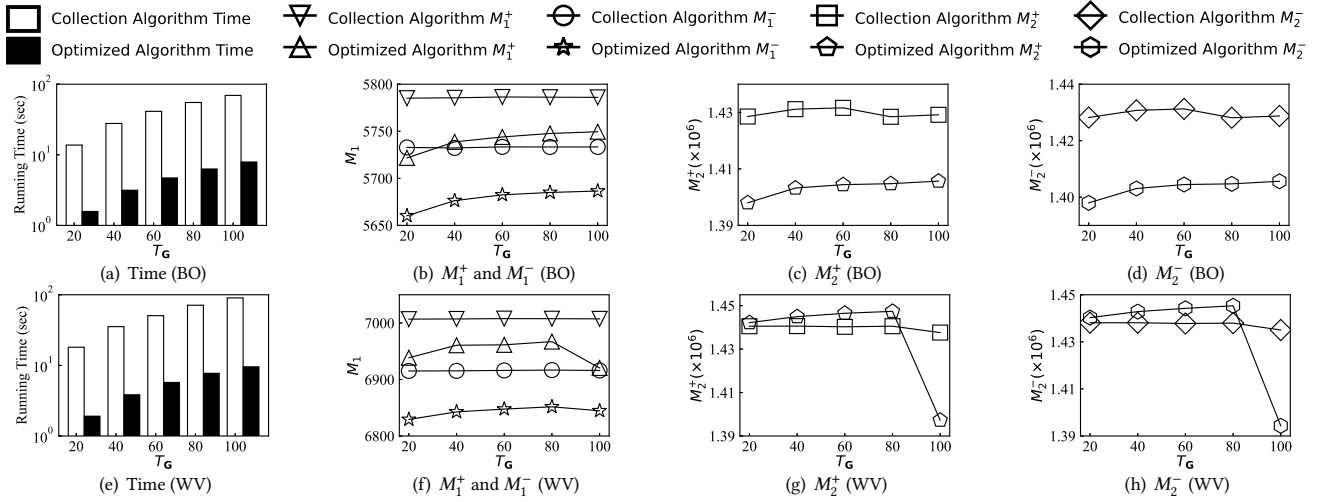 Collection Algorithm Time
Collection Algorithm M₁⁺
Collection Algorithm M₁⁻
Collection Algorithm M₂⁺
Collection Algorithm M₂⁻
Optimized Algorithm Time
Optimized Algorithm M₁⁺
Optimized Algorithm M₁⁻
Optimized Algorithm M₂⁺
Optimized Algorithm M₂⁻
Running Time (sec)
10²
10¹
10⁰
20 40 60 80 100
T_G
(a) Time (BO)
M₁
5800
5750
5700
5650
20 40 60 80 100
T_G
(b) M₁⁺ and M₁⁻ (BO)
M₂⁺(×10⁶)
1.43
1.41
1.39
20 40 60 80 100
T_G
(c) M₂⁺ (BO)
M₂⁻(×10⁶)
1.44
1.42
1.40
20 40 60 80 100
T_G
(d) M₂⁻ (BO)
Running Time (sec)
10²
10¹
10⁰
20 40 60 80 100
T_G
(e) Time (WV)
M₁
7000
6900
6800
20 40 60 80 100
T_G
(f) M₁⁺ and M₁⁻ (WV)
M₂⁺(×10⁶)
1.45
1.43
1.41
1.39
20 40 60 80 100
T_G
(g) M₂⁺ (WV)
M₂⁻(×10⁶)
1.45
1.43
1.41
1.39
20 40 60 80 100
T_G
(h) M₂⁻ (WV)